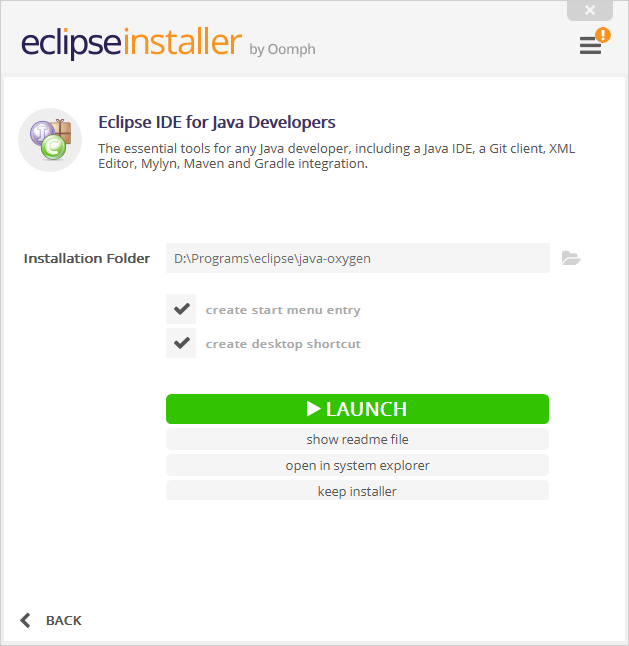 eclipseinstaller by Oomph
Eclipse IDE for Java Developers
The essential tools for any Java developer, including a Java IDE, a Git client, XML
Editor, Mylyn, Maven and Gradle integration.
Installation Folder D:\Programs\eclipse\java-oxygen
create start menu entry
create desktop shortcut
LAUNCH
show readme file
open in system explorer
keep installer
BACK